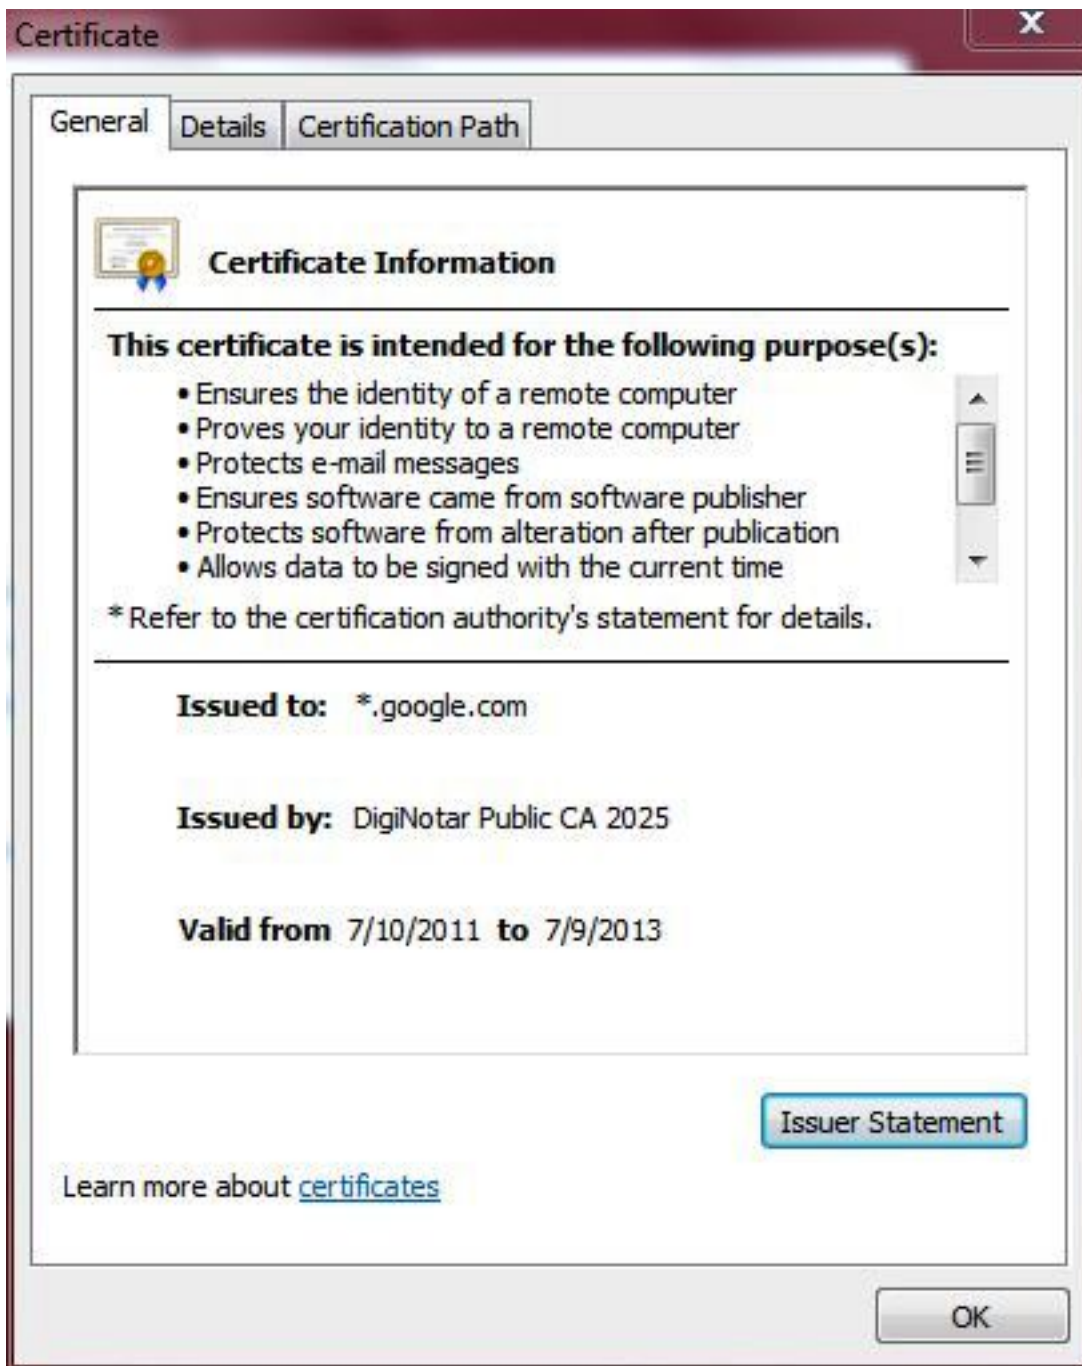 Certificate
X
General Details Certification Path
Certificate Information
This certificate is intended for the following purpose(s):
• Ensures the identity of a remote computer
• Proves your identity to a remote computer
• Protects e-mail messages
• Ensures software came from software publisher
• Protects software from alteration after publication
• Allows data to be signed with the current time
* Refer to the certification authority's statement for details.
Issued to: *.google.com
Issued by: DigiNotar Public CA 2025
Valid from 7/10/2011 to 7/9/2013
Issuer Statement
Learn more about certificates
OK